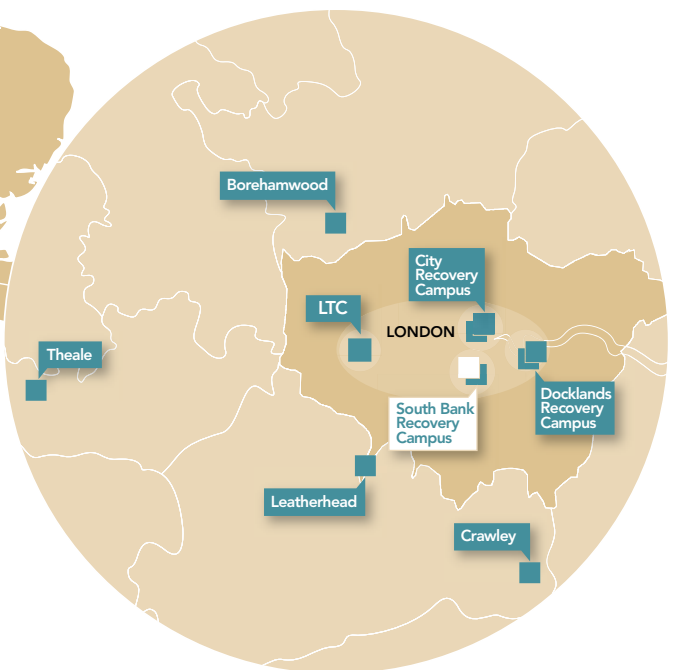 Borehamwood
City
Recovery
Campus
LTC
LONDON
Theale
Docklands
Recovery
Campus
South Bank
Recovery
Campus
Leatherhead
Crawley